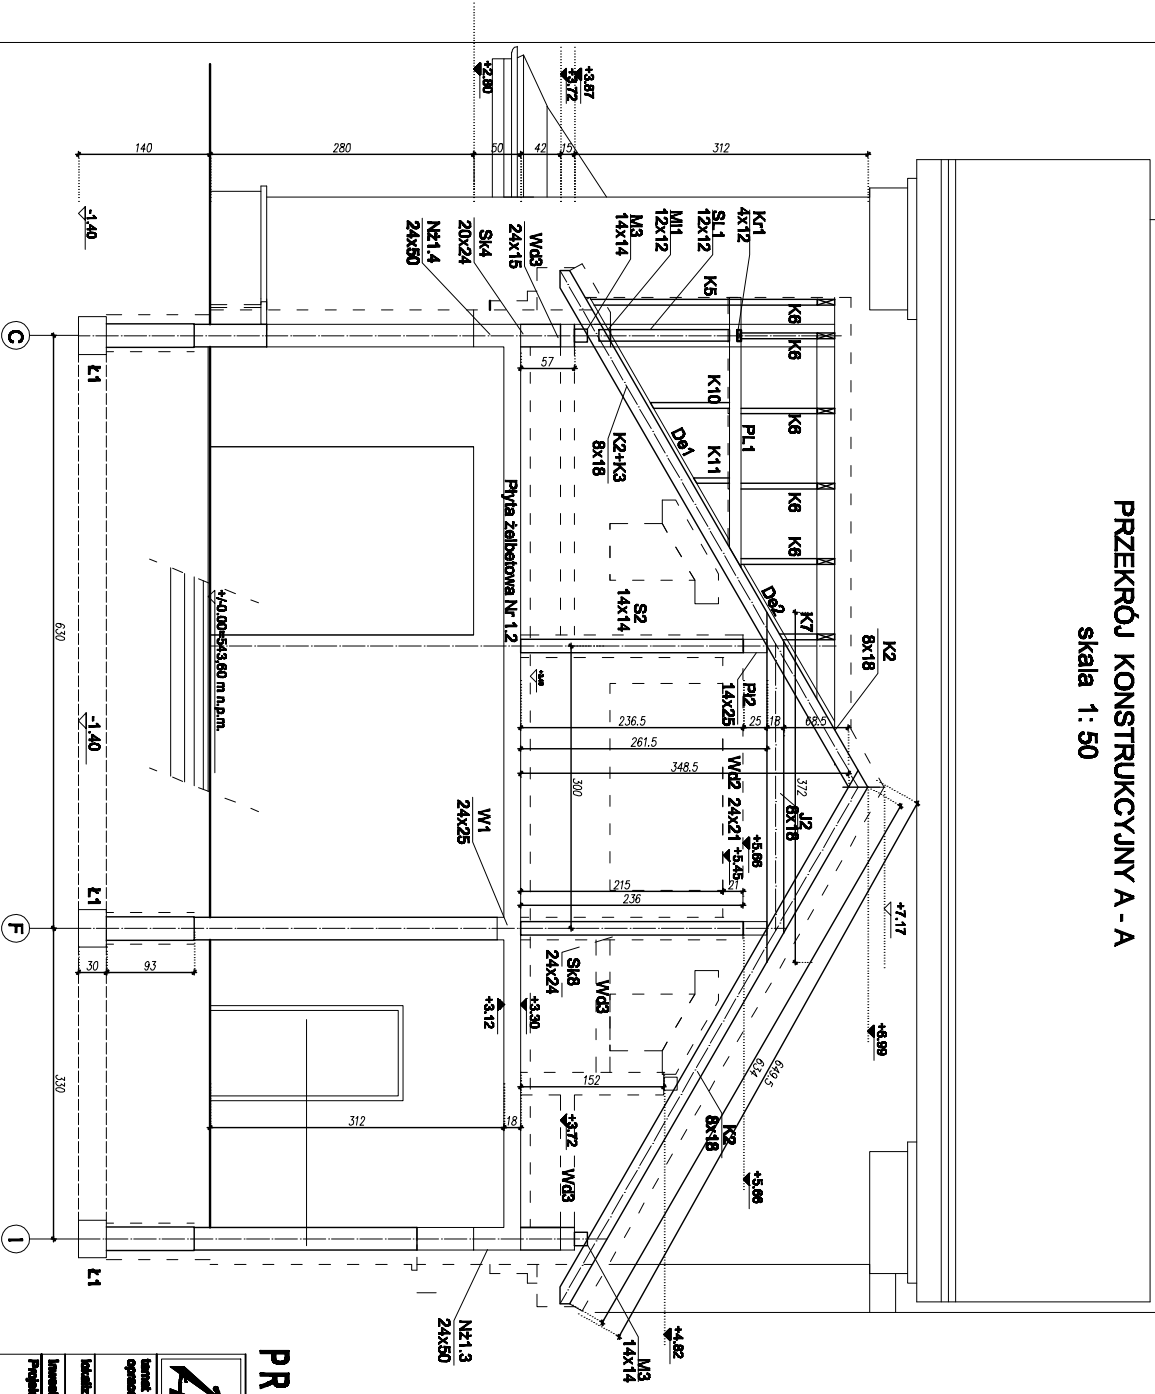 PRZEKRÓJ KONSTRUKCYJNY A - A
skala 1:50
+3.87
+3.72
+2.80
140
280
50
42
15
312
-1.40
Nż1.4
24x50
Sk4
20x24
Wd3
24x15
M3
14x14
Ml1
12x12
SL1
12x12
Kr1
4x12
K5
K6
K6
K6
K6
K6
K10
K11
PL1
De1
De2
K7
K2
8x18
K2+K3
8x18
57
Płyta żelbetowa Nr 1.2
S2
14x14
Pł2
14x25
236.5
25
18
68.5
261.5
348.5
300
372
J2
8x18
Wd2 24x21
+5.66
+5.45
215
21
236
+7.17
+6.99
W1
24x25
Sk8
24x24
Wd3
+3.30
+3.12
152
312
18
+3.72
Wd3
634
649.5
K2
8x18
+5.66
+4.82
M3
14x14
Nż1.3
24x50
+/-0.00=543,60 m n.p.m.
-1.40
630
330
30
93
Ł1
Ł1
Ł1
C
F
I
PR
temat